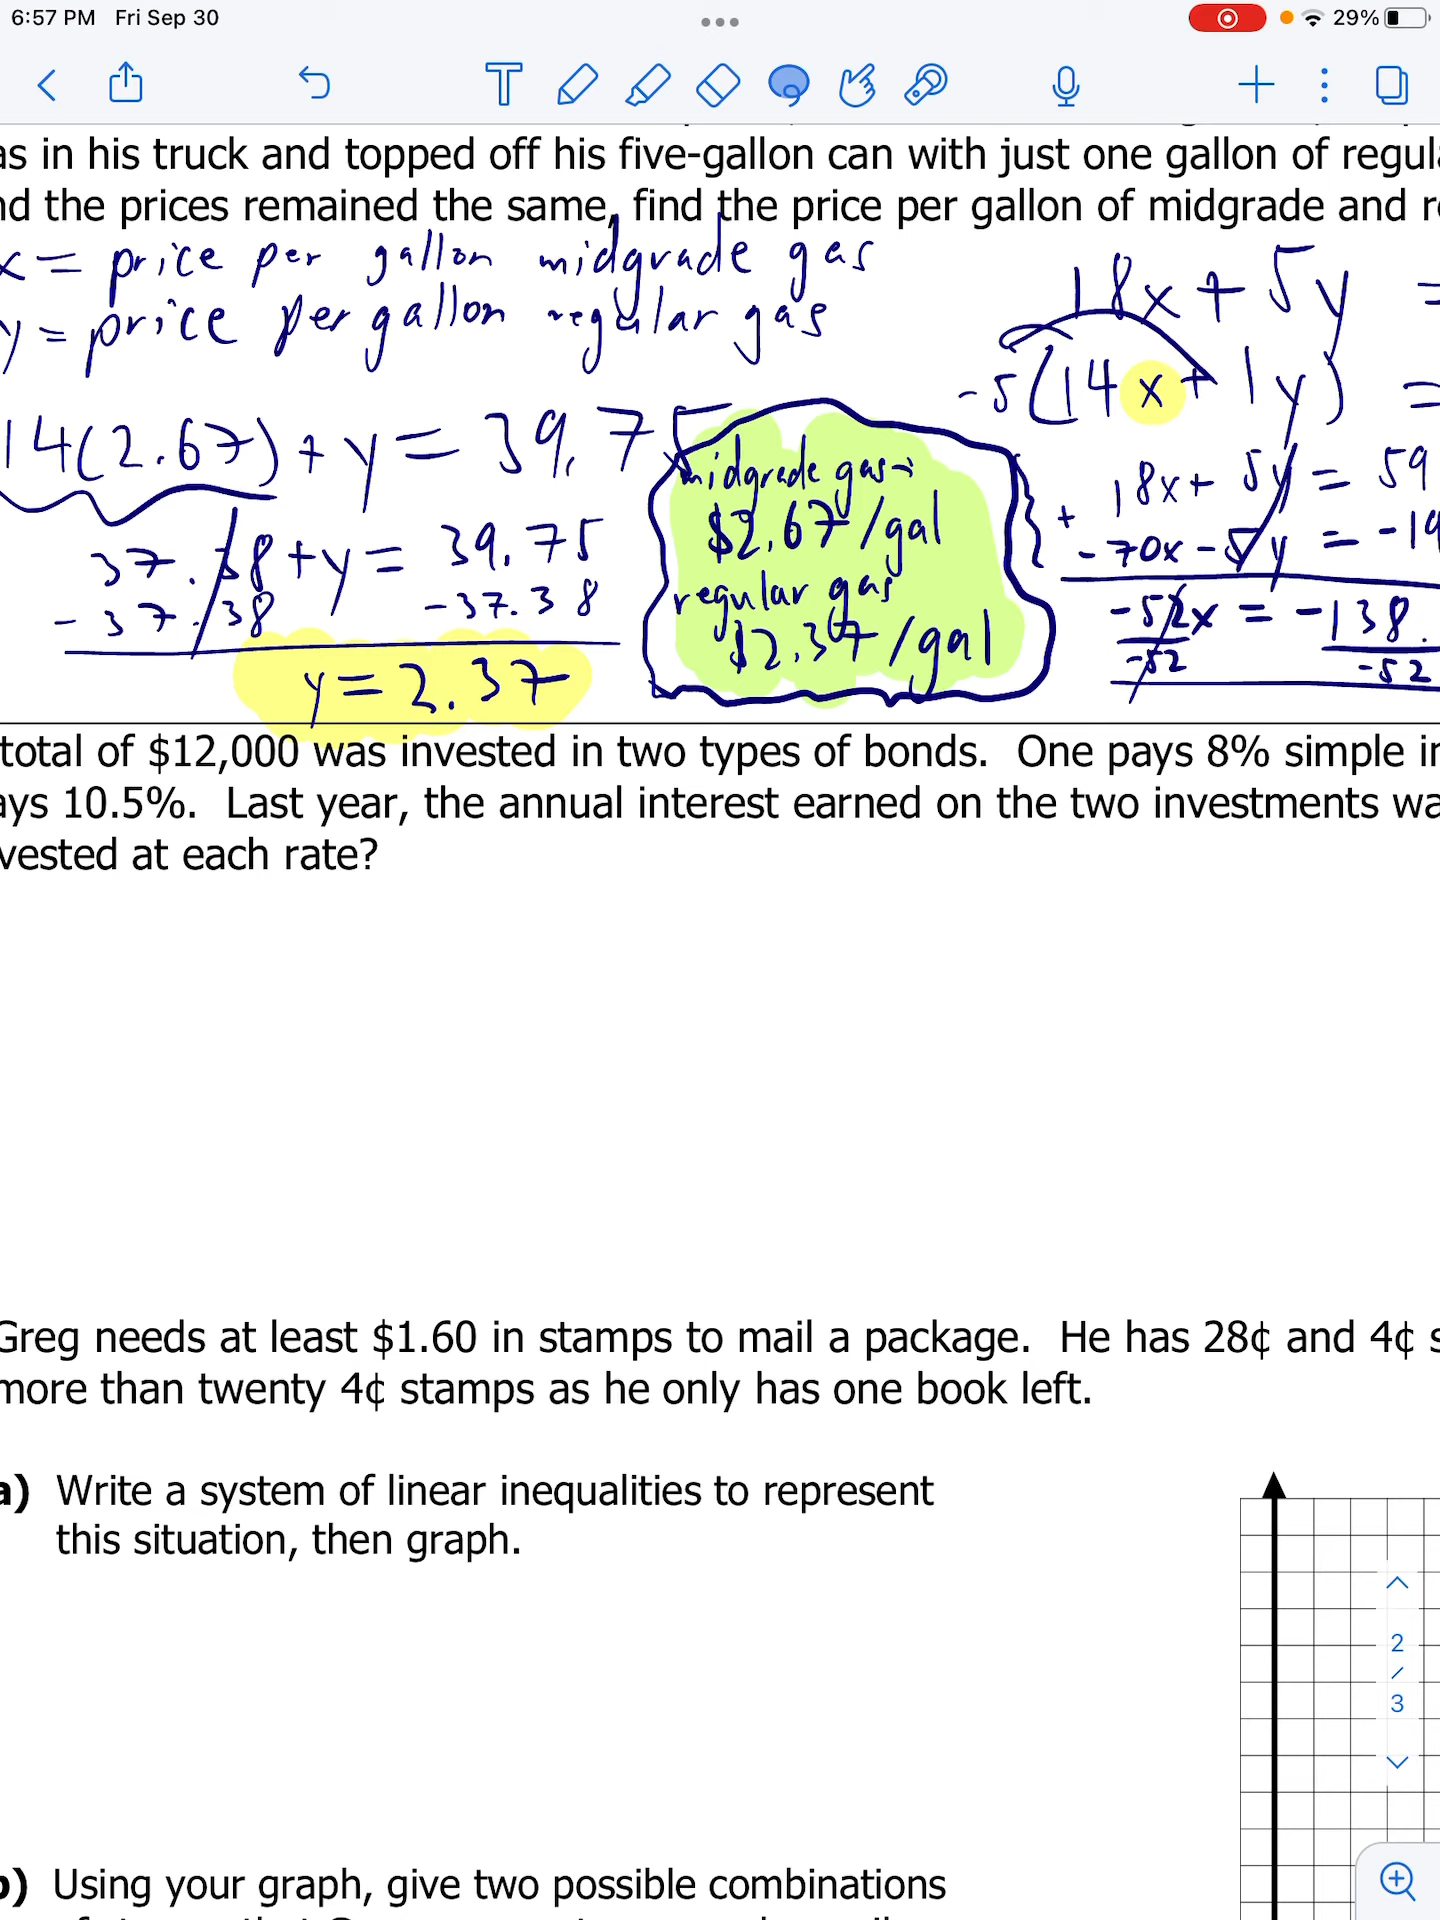 6:57 PM Fri Sep 30
29%
as in his truck and topped off his five-gallon can with just one gallon of regul
nd the prices remained the same, find the price per gallon of midgrade and r
x = price per gallon midgrade gas
y = price per gallon regular gas
18x + 5y =
-5(14x + 1y) =
14(2.67) + y = 39.75
37.38 + y = 39.75
- 37.38 -37.38
y = 2.37
midgrade gas →
$2.67/gal
regular gas
$2.37/gal
18x + 5y = 59
+ -70x - 5y = -19
-52x = -138.
-52 -52
total of $12,000 was invested in two types of bonds. One pays 8% simple in
ays 10.5%. Last year, the annual interest earned on the two investments wa
vested at each rate?
Greg needs at least $1.60 in stamps to mail a package. He has 28¢ and 4¢ s
more than twenty 4¢ stamps as he only has one book left.
a) Write a system of linear inequalities to represent
this situation, then graph.
2
/
3
b) Using your graph, give two possible combinations